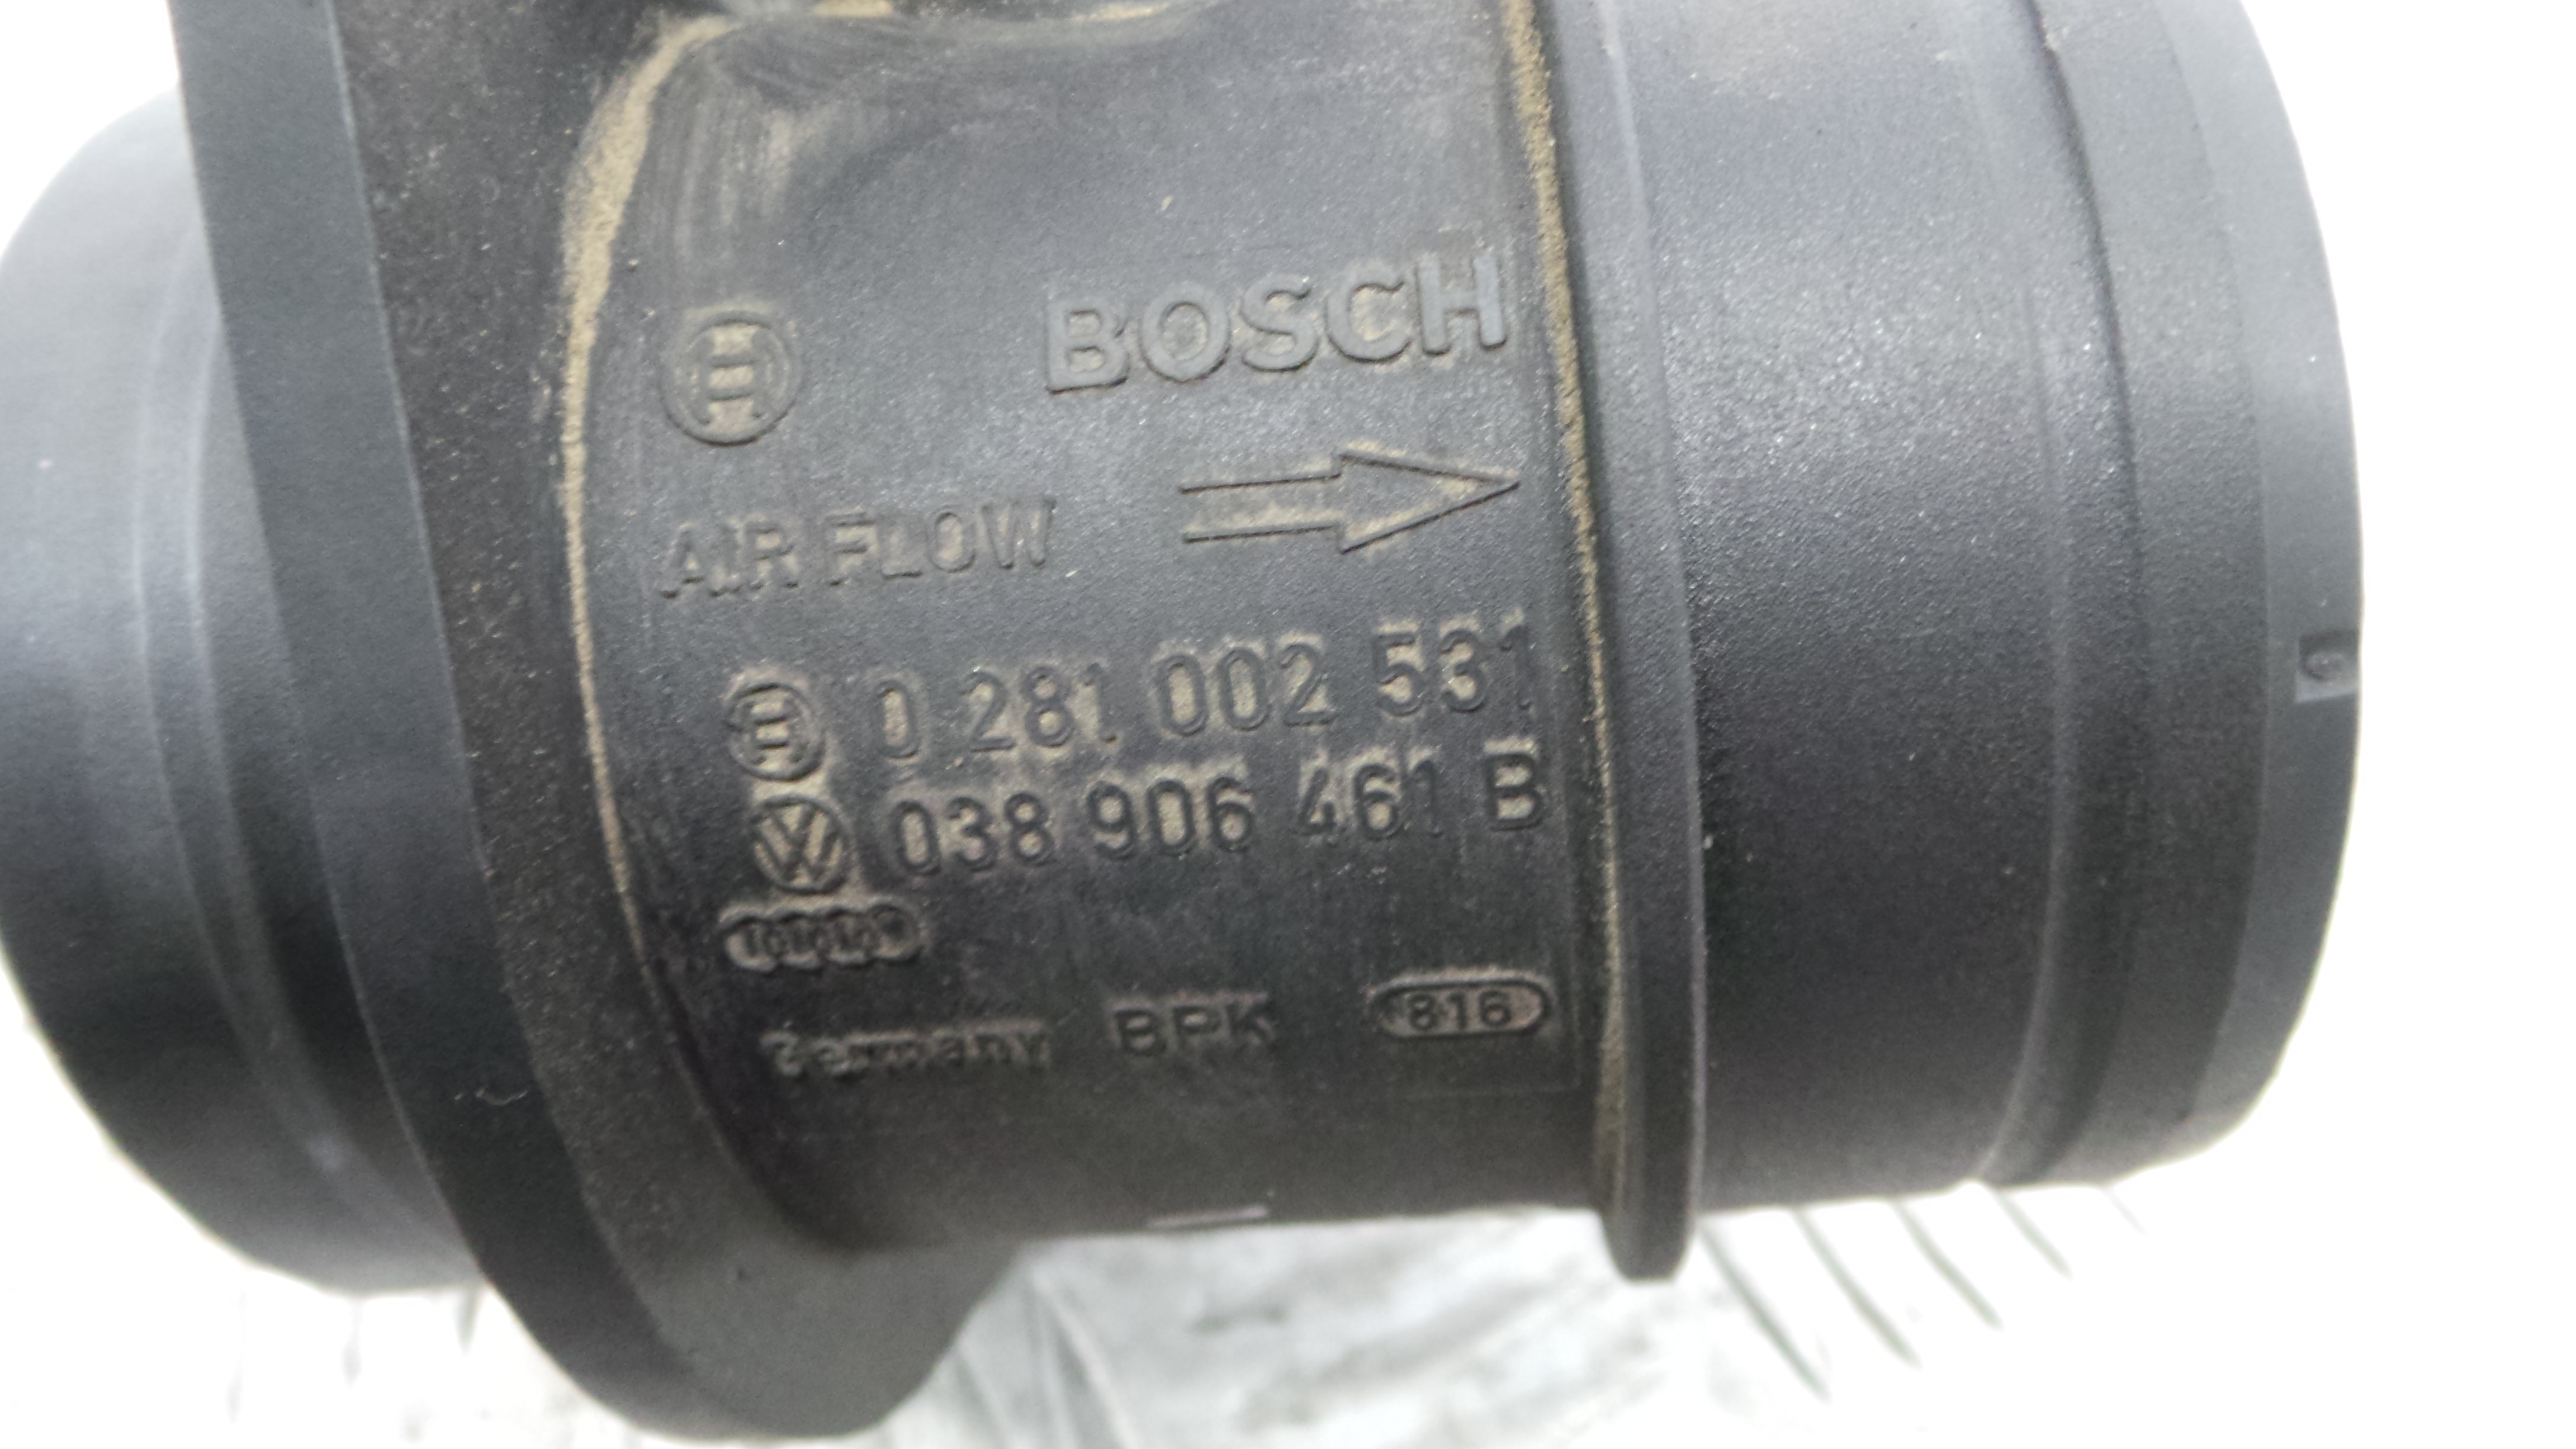 BOSCH
AIR FLOW
0 281 002 531
038 906 461 B
Germany BPK 816